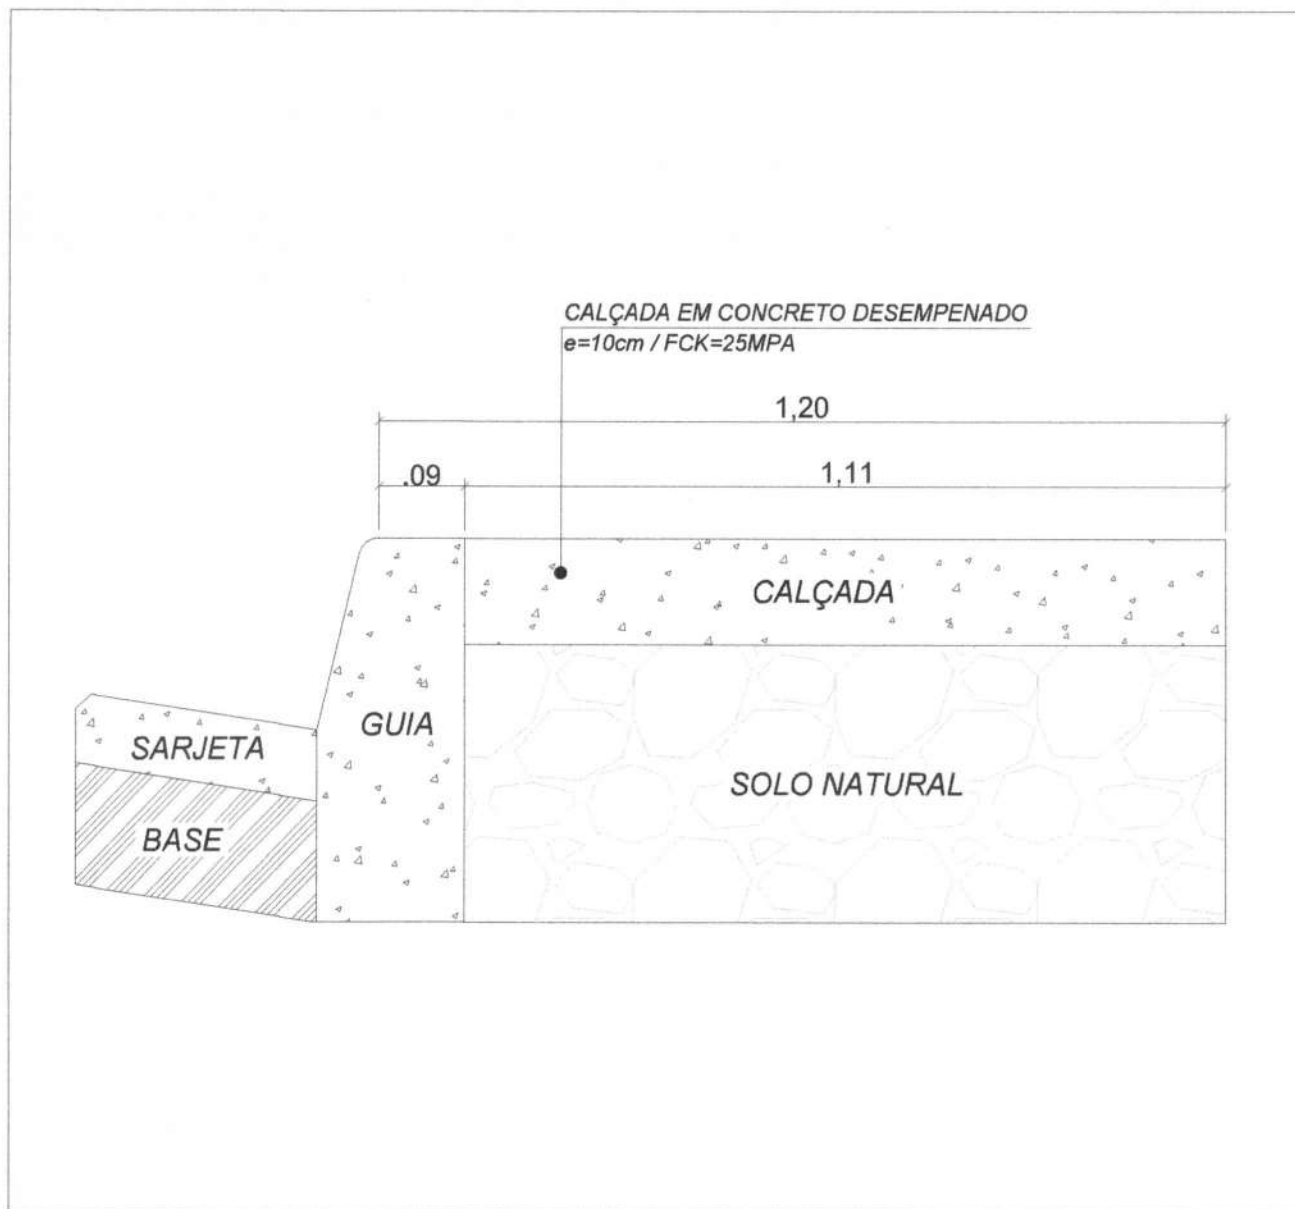 CALÇADA EM CONCRETO DESEMPENADO
e=10cm / FCK=25MPA
1,20
.09
1,11
CALÇADA
GUIA
SARJETA
SOLO NATURAL
BASE